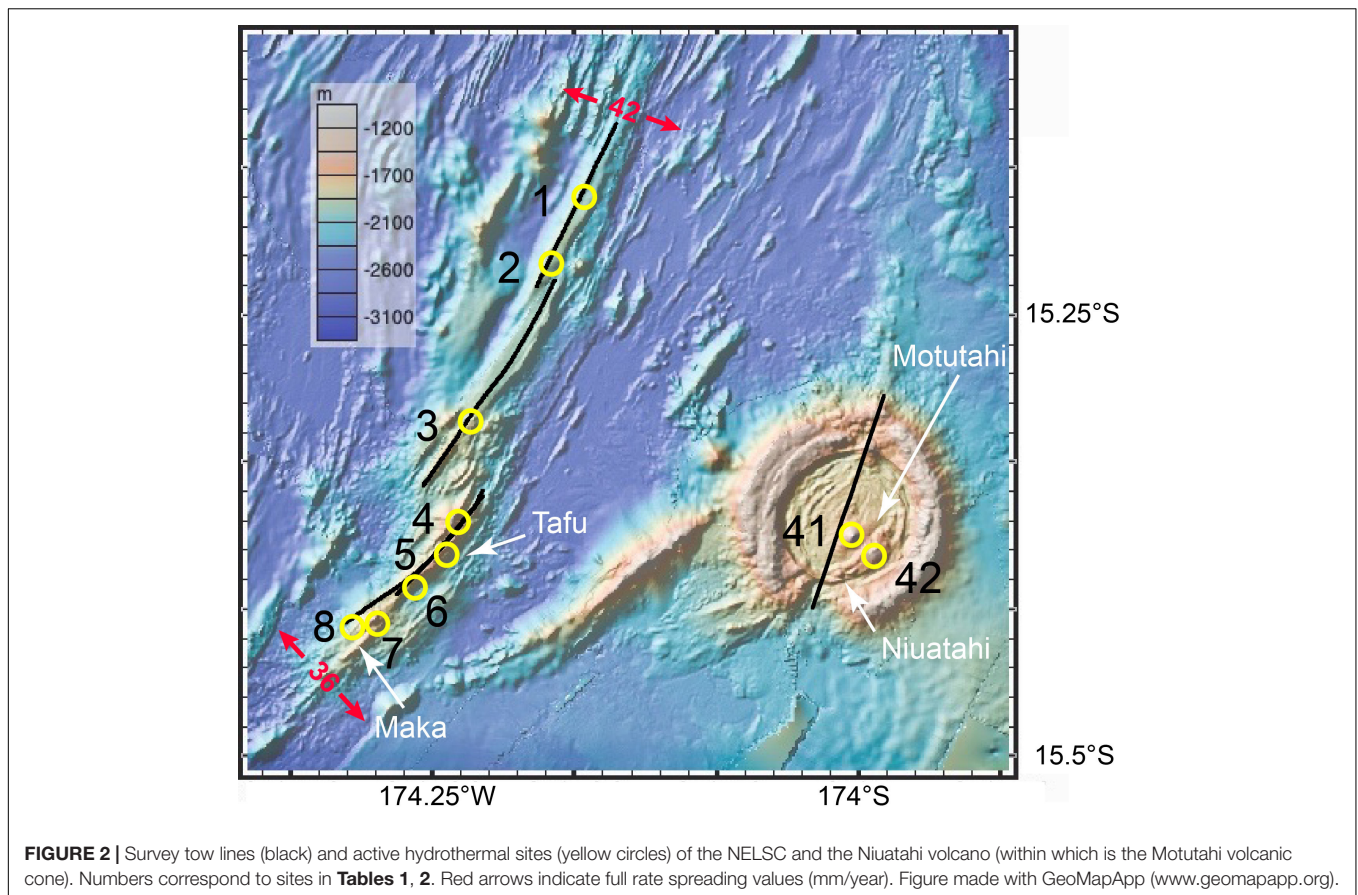 m
-1200
-1700
-2100
-2600
-3100
42
1
2
15.25°S
Motutahi
3
4
Tafu
5
41
42
6
8
7
Niuatahi
36
Maka
15.5°S
174.25°W
174°S
FIGURE 2 | Survey tow lines (black) and active hydrothermal sites (yellow circles) of the NELSC and the Niuatahi volcano (within which is the Motutahi volcanic
cone). Numbers correspond to sites in Tables 1, 2. Red arrows indicate full rate spreading values (mm/year). Figure made with GeoMapApp (www.geomapapp.org).